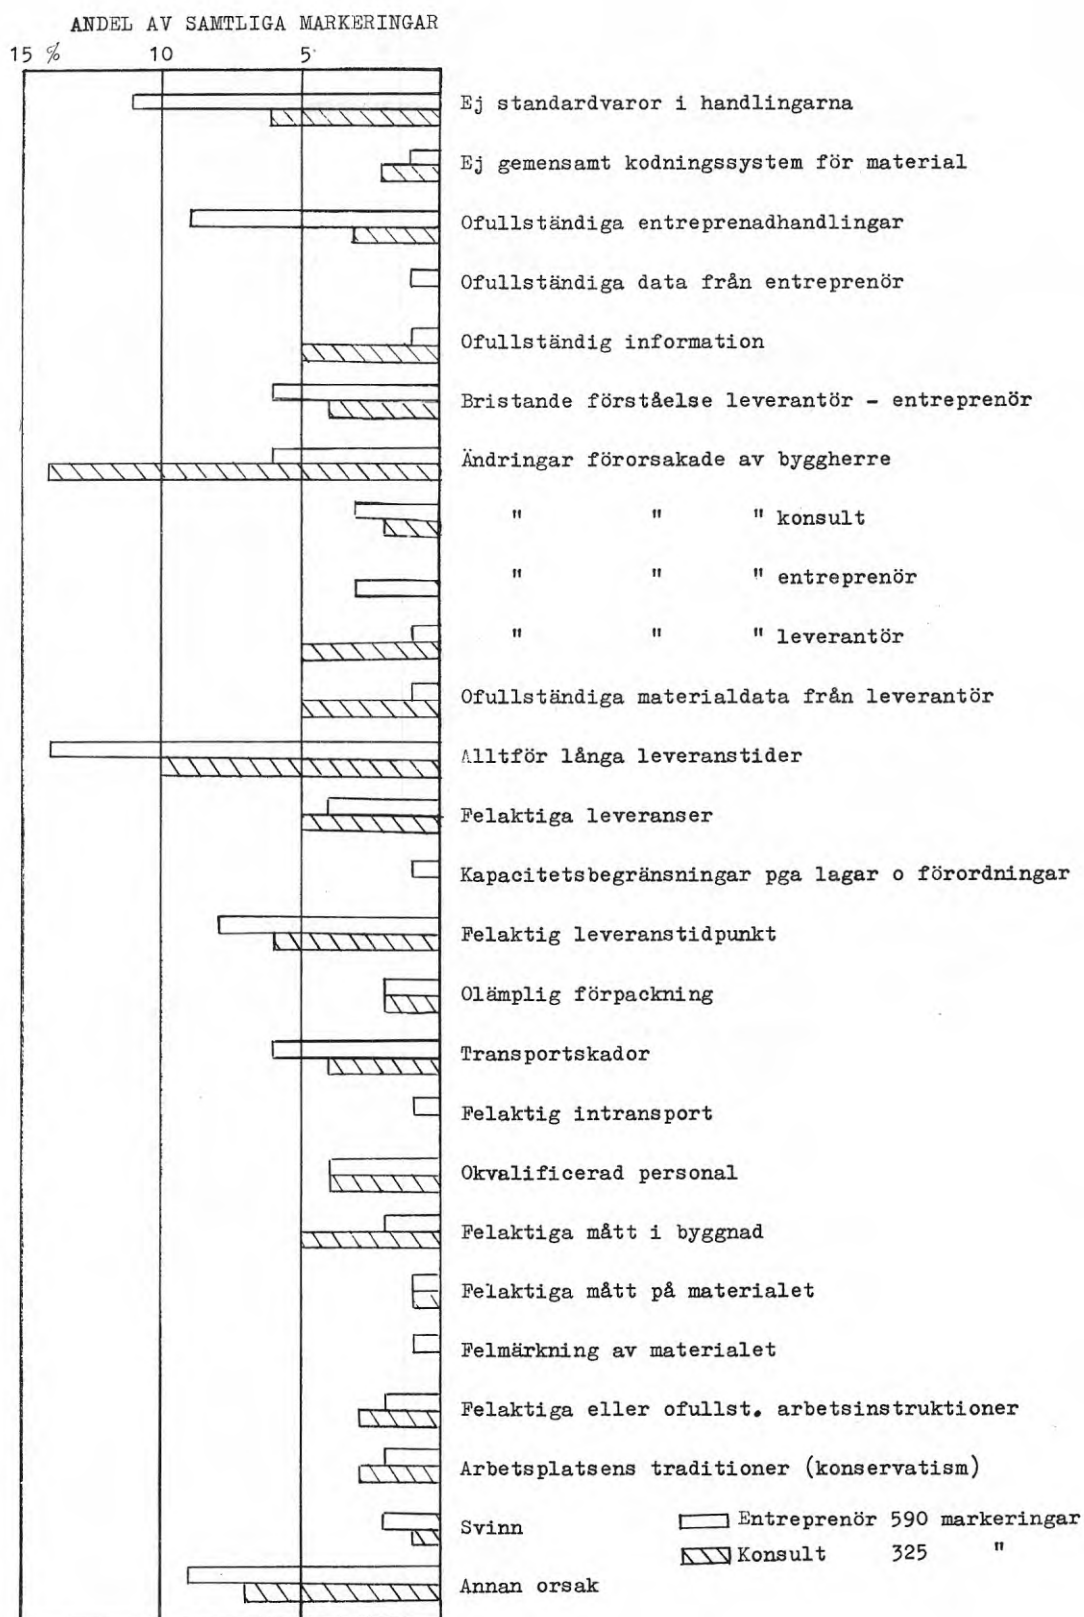 ANDEL AV SAMTLIGA MARKERINGAR
15 % 10 5
Ej standardvaror i handlingarna
Ej gemensamt kodningssystem för material
Ofullständiga entreprenadhandlingar
Ofullständiga data från entreprenör
Ofullständig information
Bristande förståelse leverantör - entreprenör
Ändringar förorsakade av byggherre
" " " konsult
" " " entreprenör
" " " leverantör
Ofullständiga materialdata från leverantör
Alltför långa leveranstider
Felaktiga leveranser
Kapacitetsbegränsningar pga lagar o förordningar
Felaktig leveranstidpunkt
Olämplig förpackning
Transportskador
Felaktig intransport
Okvalificerad personal
Felaktiga mått i byggnad
Felaktiga mått på materialet
Felmärkning av materialet
Felaktiga eller ofullst. arbetsinstruktioner
Arbetsplatsens traditioner (konservatism)
Svinn
Entreprenör 590 markeringar
Konsult 325 "
Annan orsak